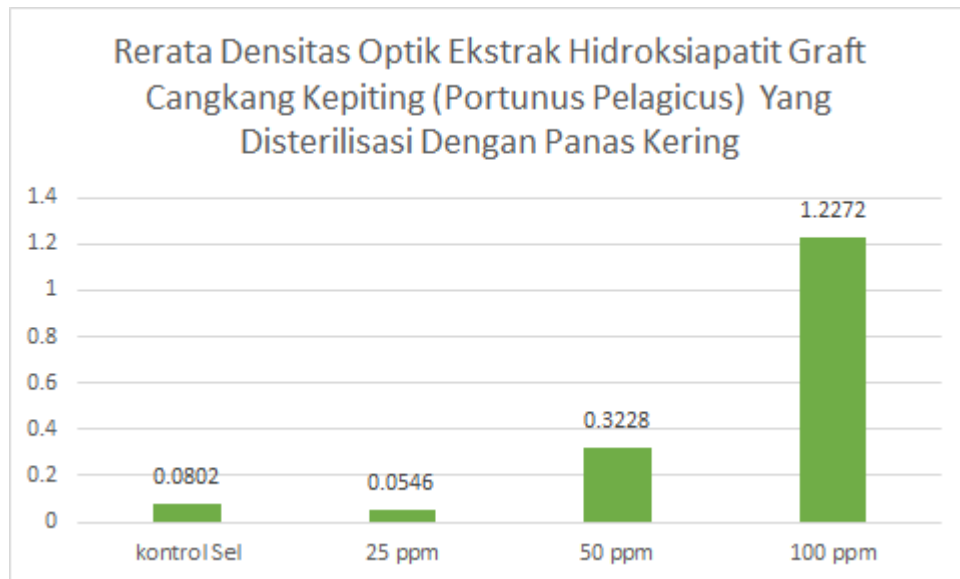 Rerata Densitas Optik Ekstrak Hidroksiapatit Graft
Cangkang Kepiting (Portunus Pelagicus) Yang
Disterilisasi Dengan Panas Kering
1.4
1.2
1
0.8
0.6
0.4
0.2
0
0.0802
0.0546
0.3228
1.2272
kontrol Sel
25 ppm
50 ppm
100 ppm